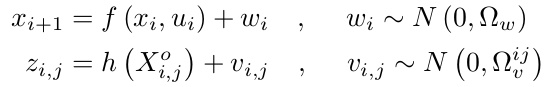 x_{i+1} = f (x_i, u_i) + w_i , w_i ∼ N (0, Ω_w)
z_{i,j} = h (X^o_{i,j}) + v_{i,j} , v_{i,j} ∼ N (0, Ω_v^{ij})